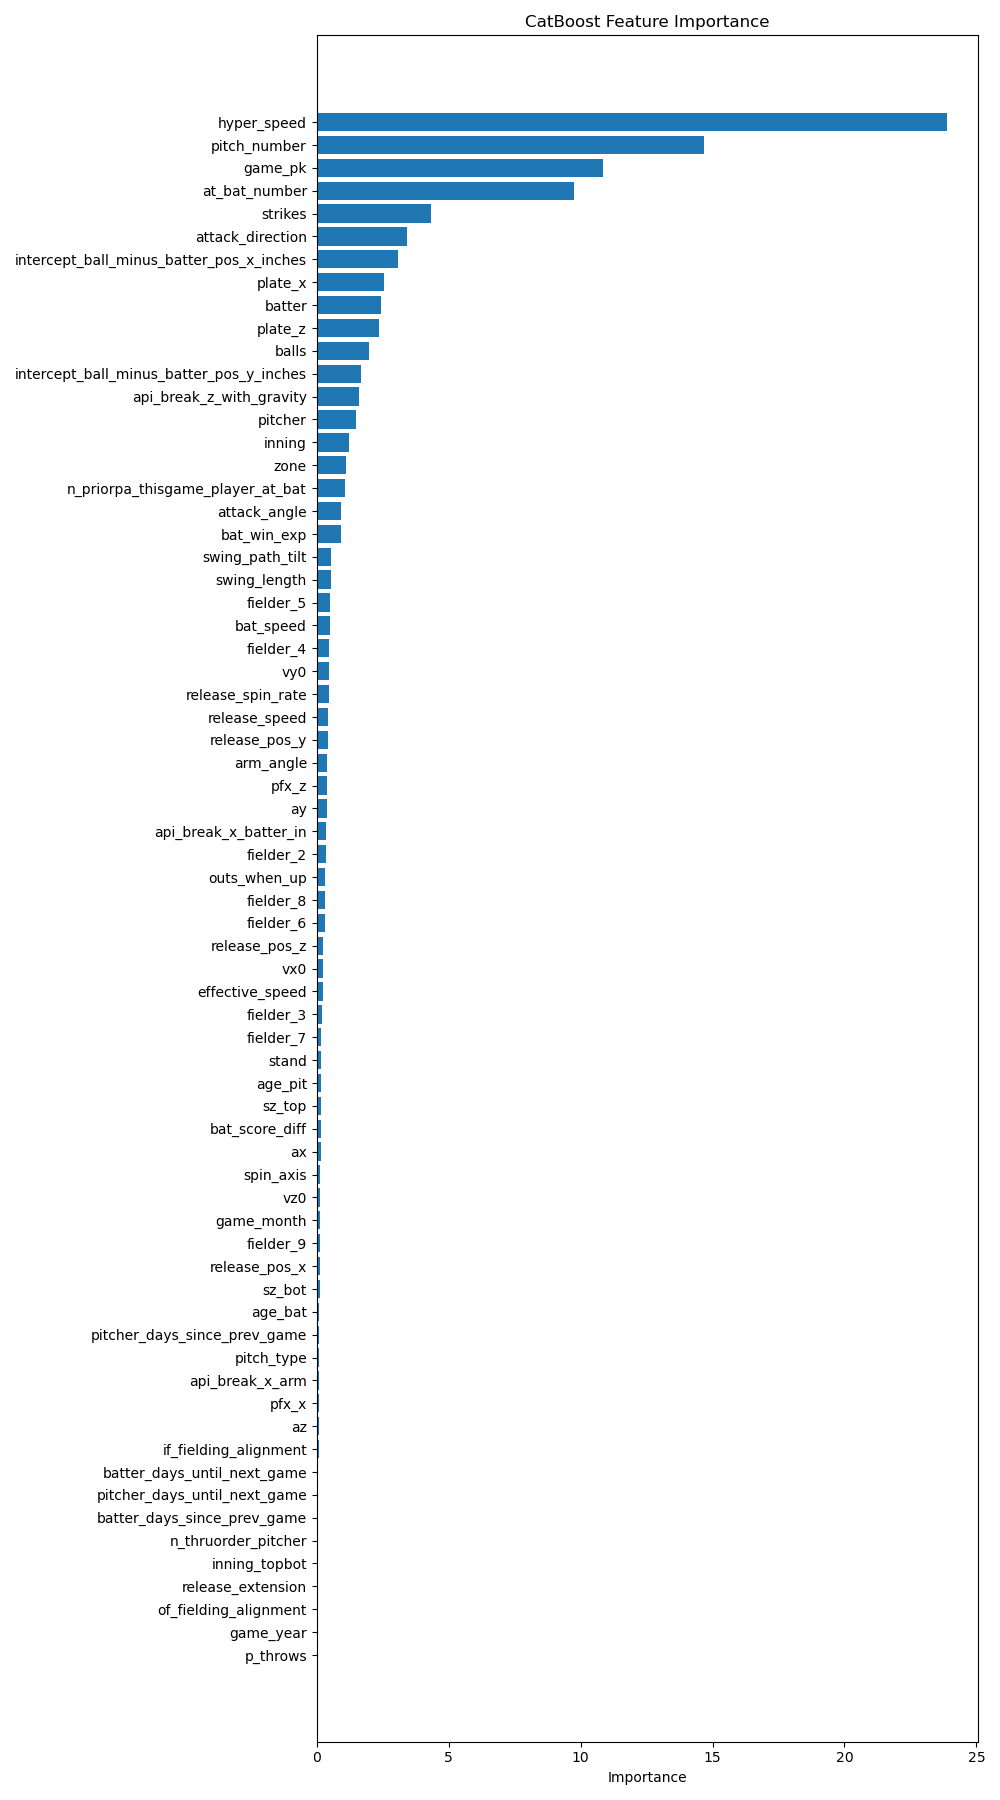 CatBoost Feature Importance
hyper_speed
pitch_number
game_pk
at_bat_number
strikes
attack_direction
intercept_ball_minus_batter_pos_x_inches
plate_x
batter
plate_z
balls
intercept_ball_minus_batter_pos_y_inches
api_break_z_with_gravity
pitcher
inning
zone
n_priorpa_thisgame_player_at_bat
attack_angle
bat_win_exp
swing_path_tilt
swing_length
fielder_5
bat_speed
fielder_4
vy0
release_spin_rate
release_speed
release_pos_y
arm_angle
pfx_z
ay
api_break_x_batter_in
fielder_2
outs_when_up
fielder_8
fielder_6
release_pos_z
vx0
effective_speed
fielder_3
fielder_7
stand
age_pit
sz_top
bat_score_diff
ax
spin_axis
vz0
game_month
fielder_9
release_pos_x
sz_bot
age_bat
pitcher_days_since_prev_game
pitch_type
api_break_x_arm
pfx_x
az
if_fielding_alignment
batter_days_until_next_game
pitcher_days_until_next_game
batter_days_since_prev_game
n_thruorder_pitcher
inning_topbot
release_extension
of_fielding_alignment
game_year
p_throws
0 5 10 15 20 25
Importance